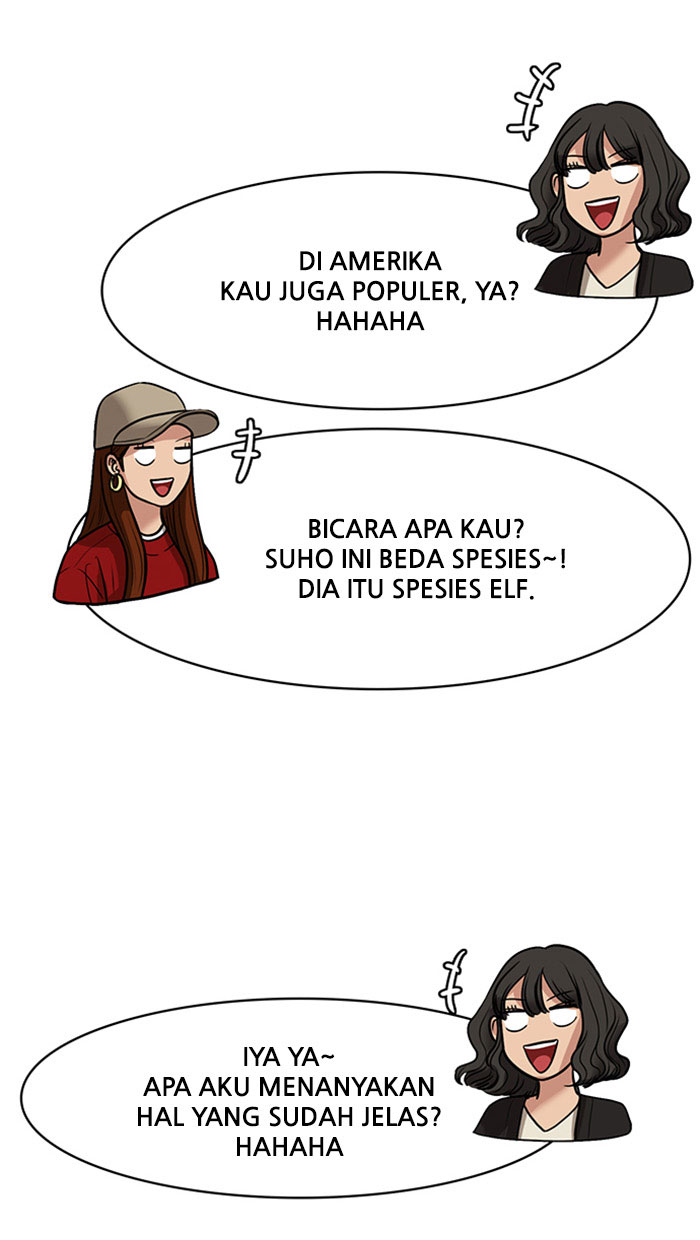 DI AMERIKA
KAU JUGA POPULER, YA?
HAHAHA
BICARA APA KAU?
SUHO INI BEDA SPESIES~!
DIA ITU SPESIES ELF.
IYA YA~
APA AKU MENANYAKAN
HAL YANG SUDAH JELAS?
HAHAHA